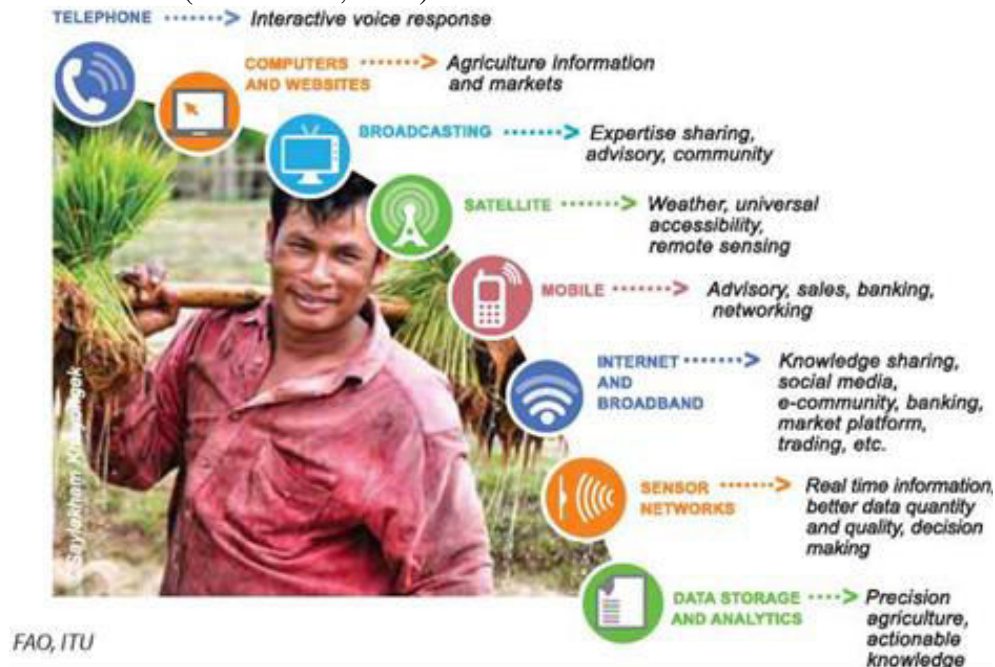 TELEPHONE Interactive voice response
COMPUTERS AND WEBSITES Agriculture information
and markets
BROADCASTING Expertise sharing,
advisory, community
SATELLITE Weather, universal
accessibility,
remote sensing
MOBILE Advisory, sales, banking,
networking
INTERNET
AND
BROADBAND
Knowledge sharing,
social media,
e-community, banking,
market platform,
trading, etc.
SENSOR
NETWORKS
Real time information,
better data quantity
and quality, decision
making
DATA STORAGE
AND ANALYTICS
Precision
agriculture,
actionable
knowledge
FAO, ITU